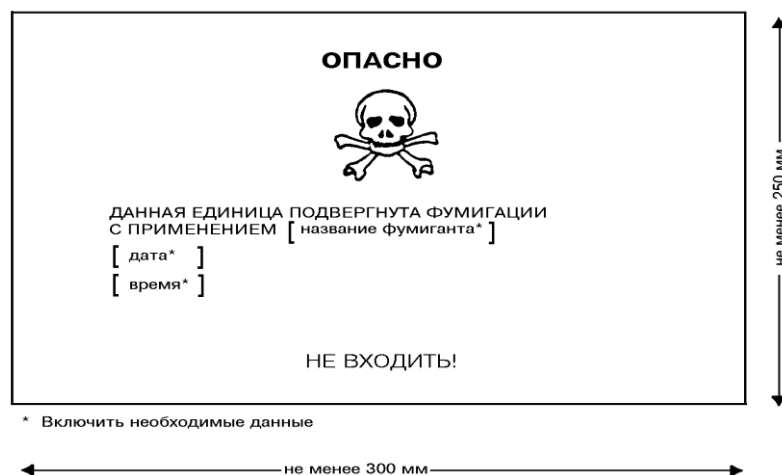 ОПАСНО
ДАННАЯ ЕДИНИЦА ПОДВЕРГНУТА ФУМИГАЦИИ
С ПРИМЕНЕНИЕМ [ название фумиганта* ]
[ дата* ]
[ время* ]
НЕ ВХОДИТЬ!
* Включить необходимые данные
не менее 300 мм
не менее 250 мм